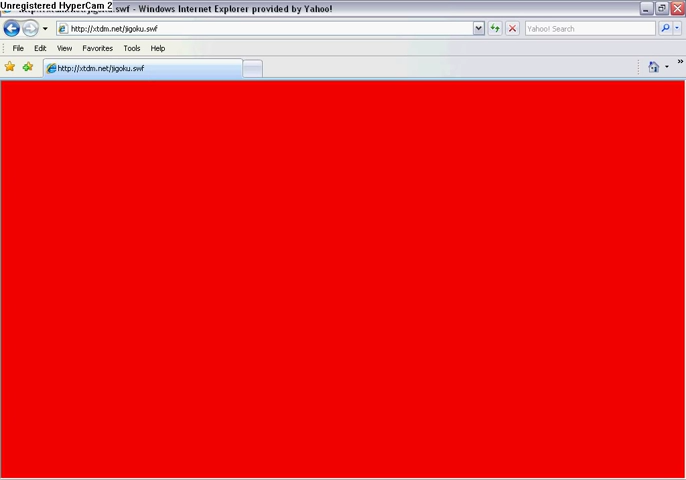 Unregistered HyperCam 2
.swf - Windows Internet Explorer provided by Yahoo!
http://xtdm.net/jigoku.swf
Yahoo! Search
File Edit View Favorites Tools Help
http://xtdm.net/jigoku.swf